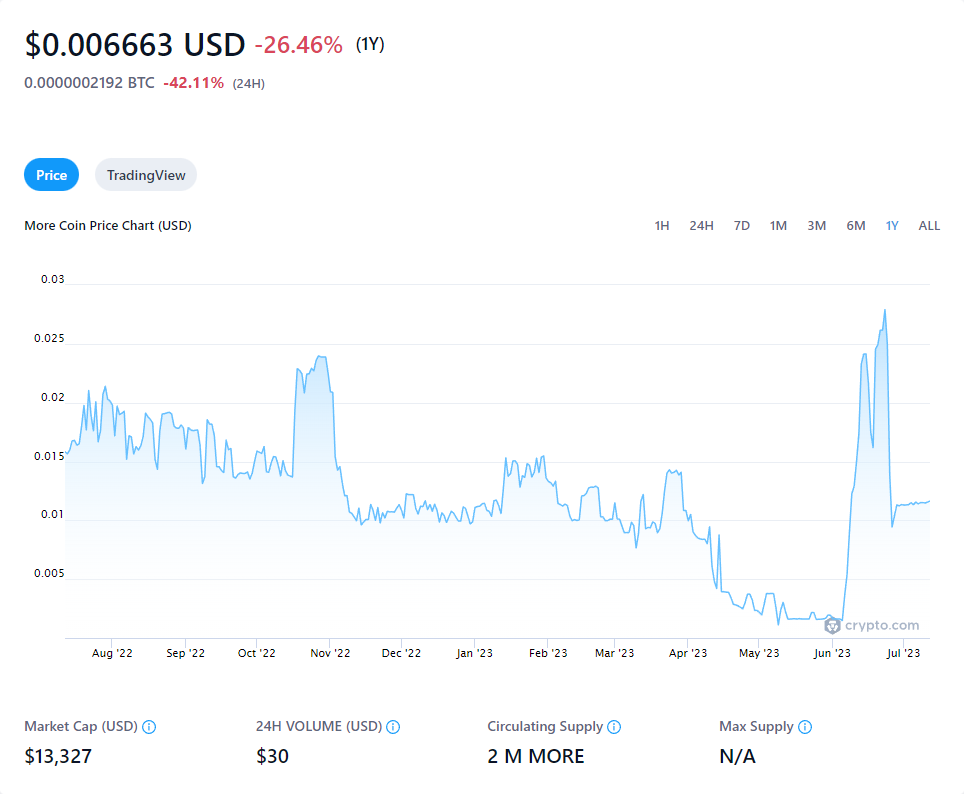 $0.006663 USD -26.46% (1Y)
0.0000002192 BTC -42.11% (24H)
Price TradingView
More Coin Price Chart (USD) 1H 24H 7D 1M 3M 6M 1Y ALL
0.03
0.025
0.02
0.015
0.01
0.005
crypto.com
Aug '22 Sep '22 Oct '22 Nov '22 Dec '22 Jan '23 Feb '23 Mar '23 Apr '23 May '23 Jun '23 Jul '23
Market Cap (USD) 24H VOLUME (USD) Circulating Supply Max Supply
$13,327 $30 2 M MORE N/A